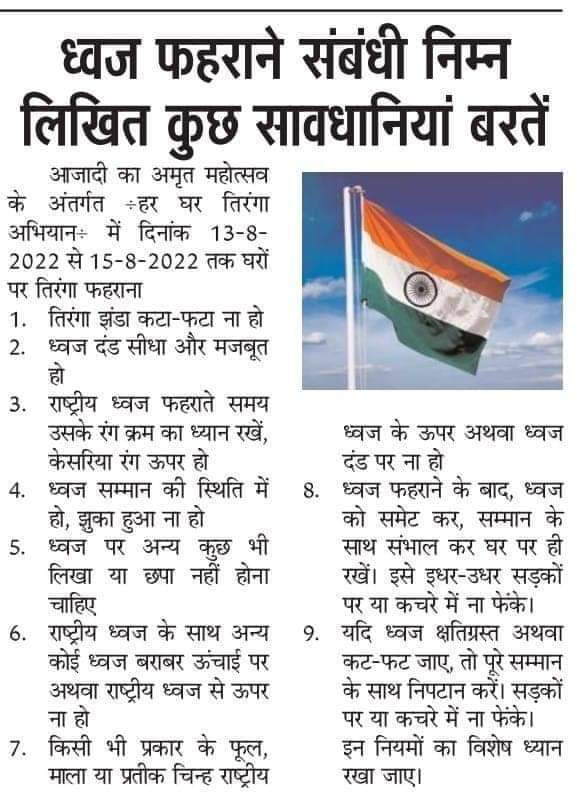 ध्वज फहराने संबंधी निम्न
लिखित कुछ सावधानियां बरतें
आजादी का अमृत महोत्सव
के अंतर्गत ÷हर घर तिरंगा
अभियान÷ में दिनांक 13-8-
2022 से 15-8-2022 तक घरों
पर तिरंगा फहराना
1. तिरंगा झंडा कटा-फटा ना हो
2. ध्वज दंड सीधा और मजबूत
हो
3. राष्ट्रीय ध्वज फहराते समय
उसके रंग क्रम का ध्यान रखें,
केसरिया रंग ऊपर हो
4. ध्वज सम्मान की स्थिति में
हो, झुका हुआ ना हो
5. ध्वज पर अन्य कुछ भी
लिखा या छपा नहीं होना
चाहिए
6. राष्ट्रीय ध्वज के साथ अन्य
कोई ध्वज बराबर ऊंचाई पर
अथवा राष्ट्रीय ध्वज से ऊपर
ना हो
7. किसी भी प्रकार के फूल,
माला या प्रतीक चिन्ह राष्ट्रीय
ध्वज के ऊपर अथवा ध्वज
दंड पर ना हो
8. ध्वज फहराने के बाद, ध्वज
को समेट कर, सम्मान के
साथ संभाल कर घर पर ही
रखें। इसे इधर-उधर सड़कों
पर या कचरे में ना फेंके।
9. यदि ध्वज क्षतिग्रस्त अथवा
कट-फट जाए, तो पूरे सम्मान
के साथ निपटान करें। सड़कों
पर या कचरे में ना फेंके।
इन नियमों का विशेष ध्यान
रखा जाए।